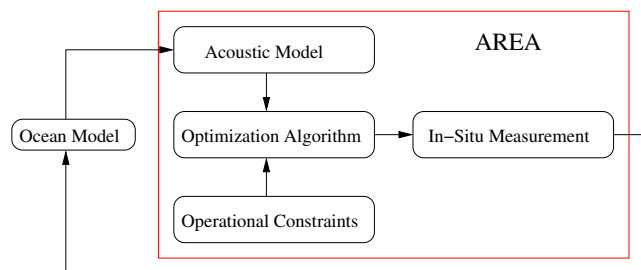 AREA
Acoustic Model
Ocean Model
Optimization Algorithm
In−Situ Measurement
Operational Constraints